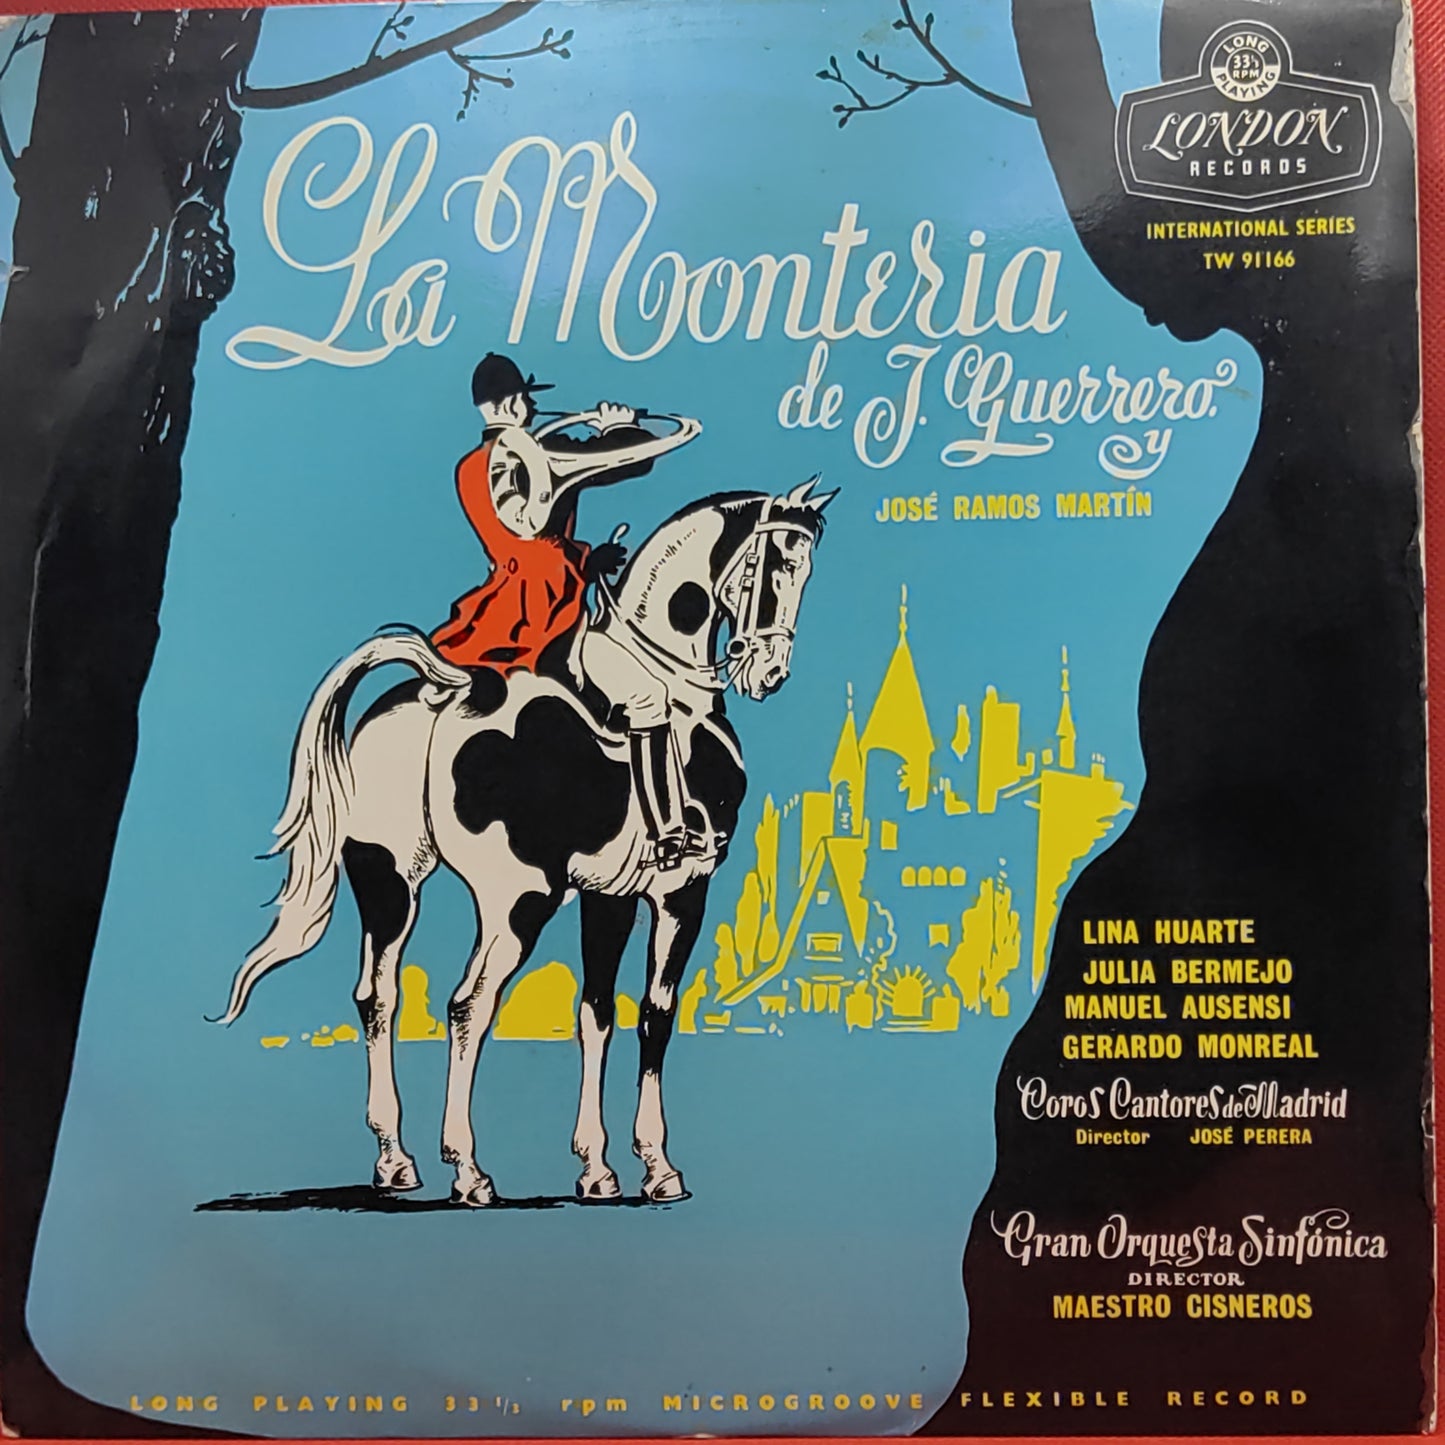 LONG
33⅓
RPM
PLAYING
LONDON
RECORDS
INTERNATIONAL SERIES
TW 91166
La Monteria
de J. Guerrero.
y
JOSÉ RAMOS MARTÍN
LINA HUARTE
JULIA BERMEJO
MANUEL AUSENSI
GERARDO MONREAL
Coros Cantores de Madrid
Director JOSÉ PERERA
Gran Orquesta Sinfónica
DIRECTOR
MAESTRO CISNEROS
LONG PLAYING 33 1/3 rpm MICROGROOVE FLEXIBLE RECORD